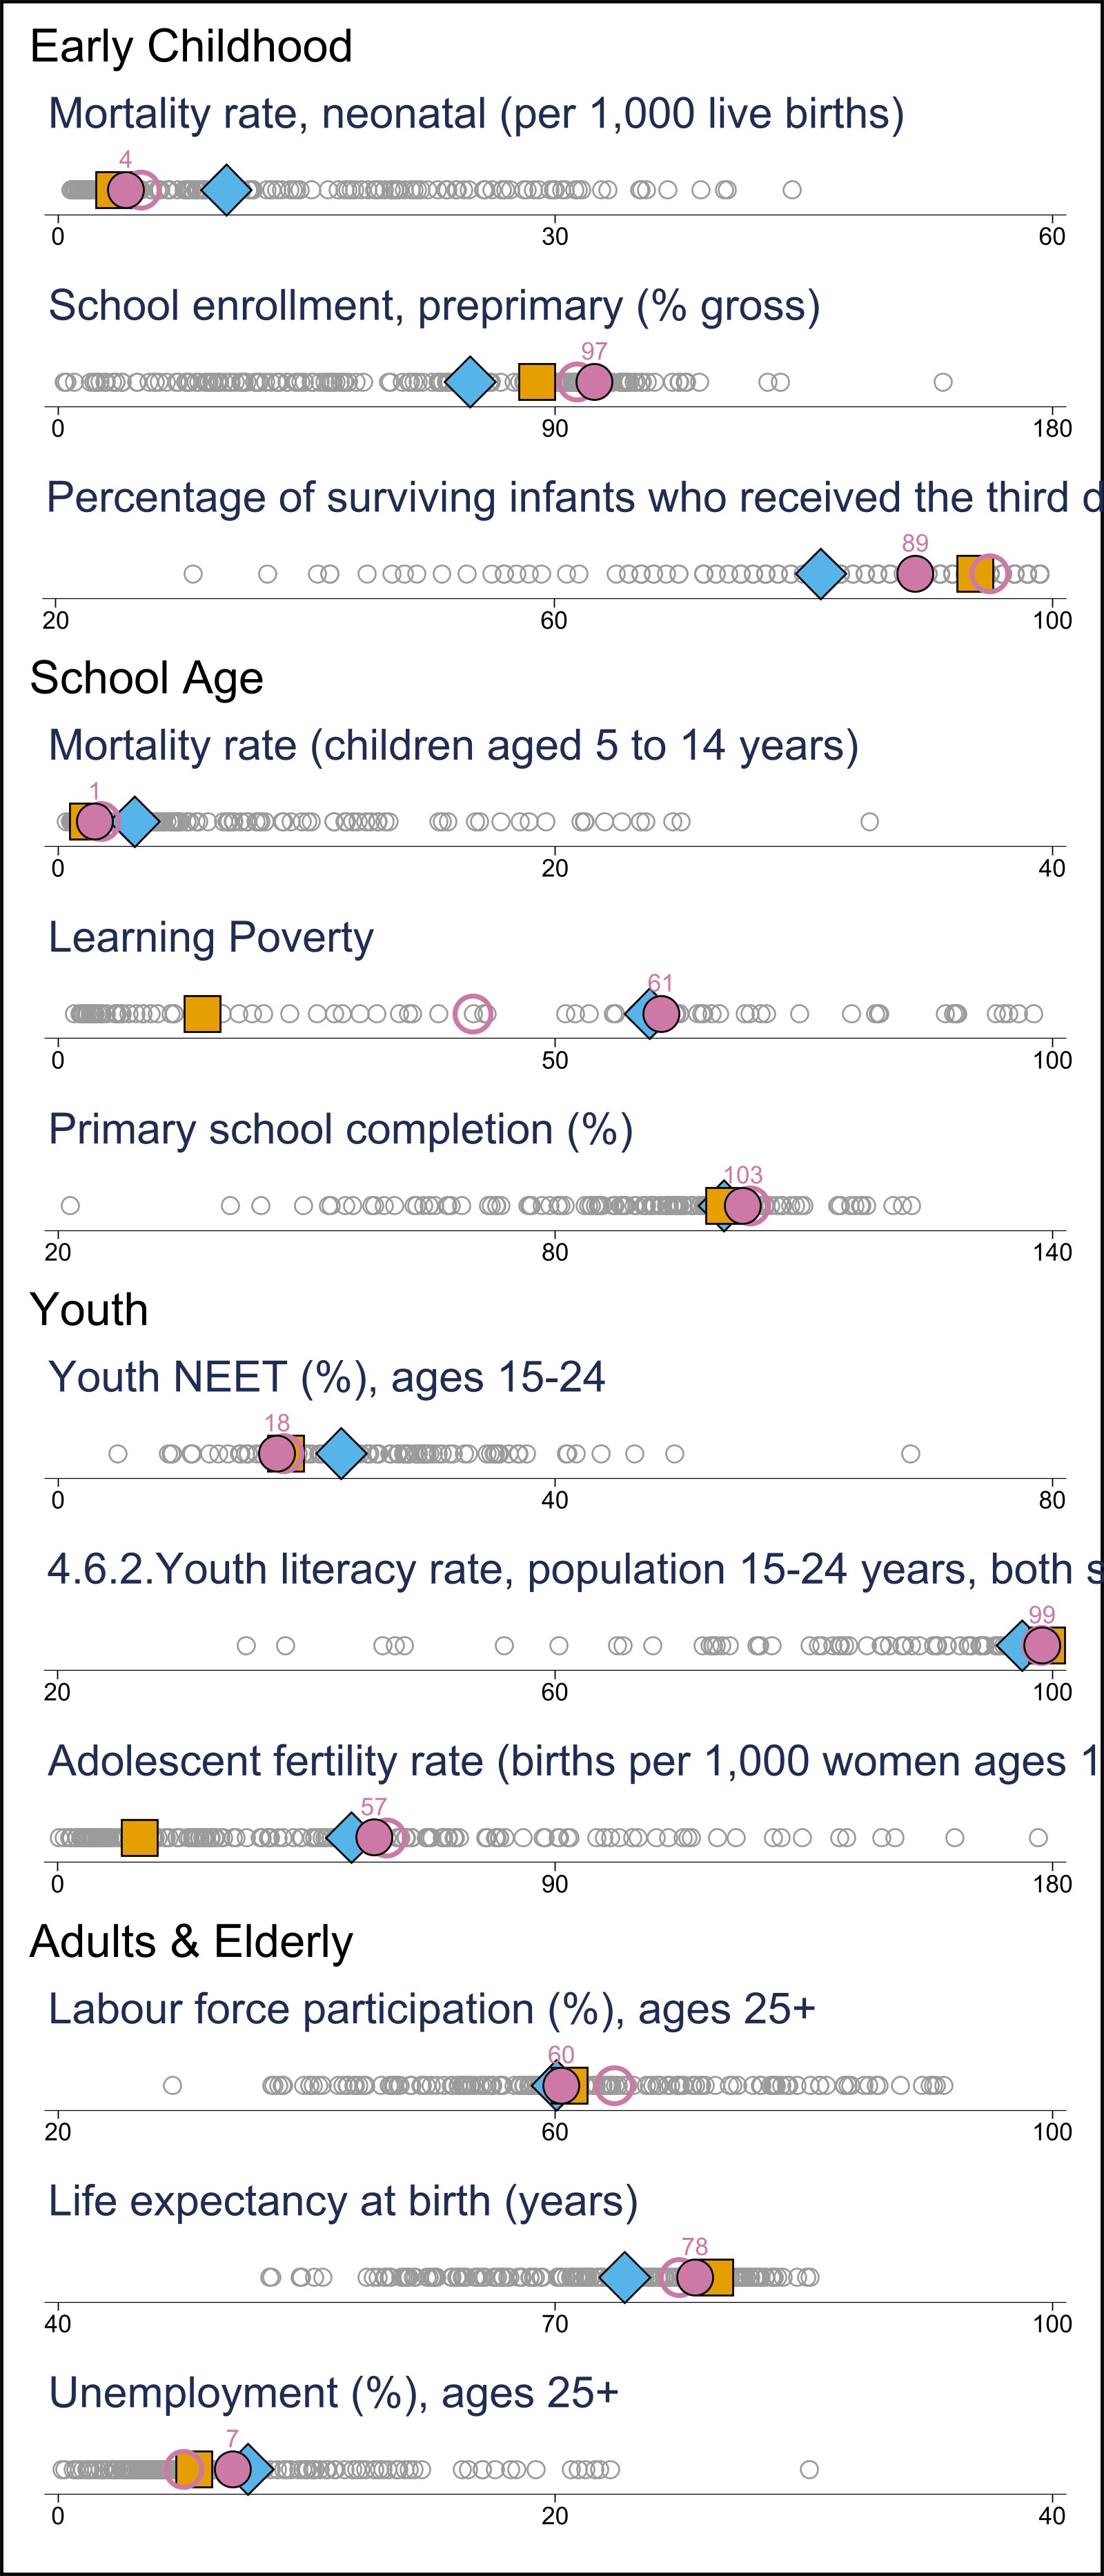 Early Childhood
Mortality rate, neonatal (per 1,000 live births)
4
0 30 60
School enrollment, preprimary (% gross)
97
0 90 180
Percentage of surviving infants who received the third d
89
20 60 100
School Age
Mortality rate (children aged 5 to 14 years)
1
0 20 40
Learning Poverty
61
0 50 100
Primary school completion (%)
103
20 80 140
Youth
Youth NEET (%), ages 15-24
18
0 40 80
4.6.2.Youth literacy rate, population 15-24 years, both s
99
20 60 100
Adolescent fertility rate (births per 1,000 women ages 1
57
0 90 180
Adults & Elderly
Labour force participation (%), ages 25+
60
20 60 100
Life expectancy at birth (years)
78
40 70 100
Unemployment (%), ages 25+
7
0 20 40